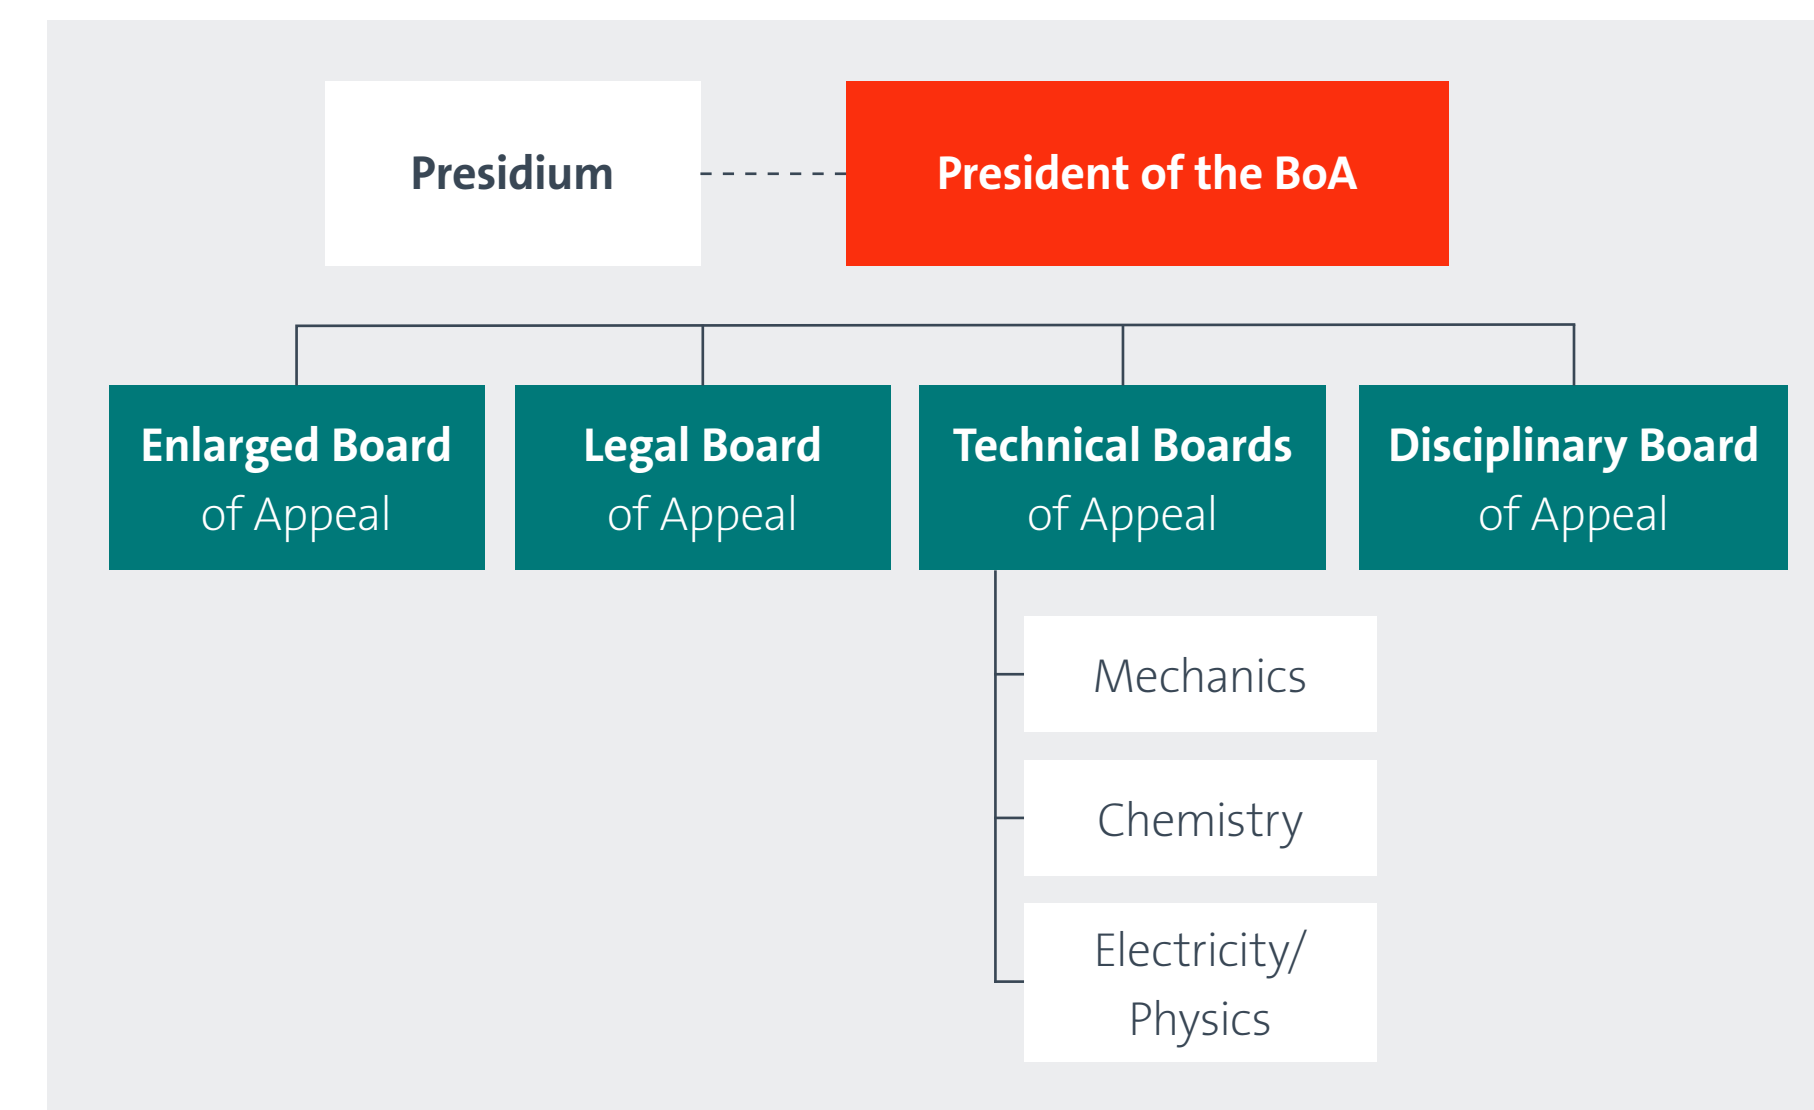 Presidium
President of the BoA
Enlarged Board
of Appeal
Legal Board
of Appeal
Technical Boards
of Appeal
Disciplinary Board
of Appeal
Mechanics
Chemistry
Electricity/
Physics